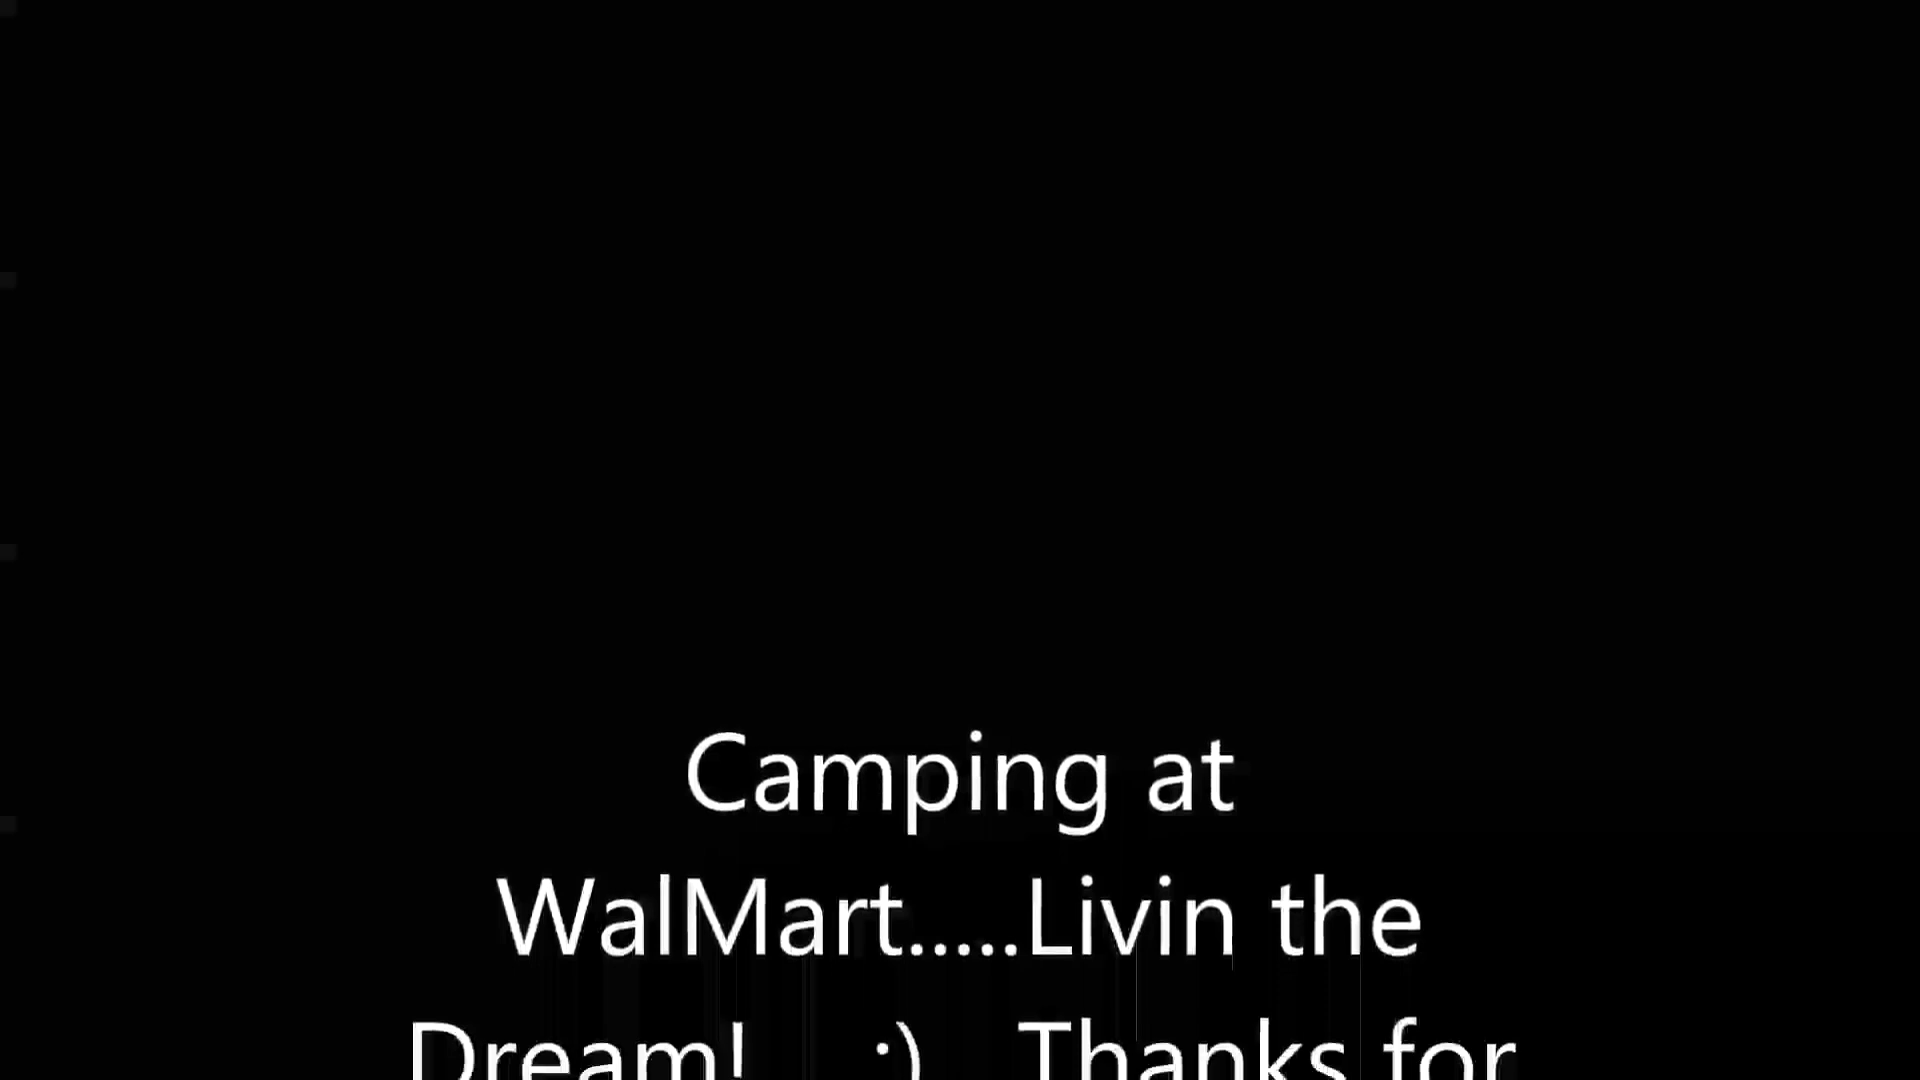 Camping at
WalMart.....Livin the
Dream! :) Thanks for